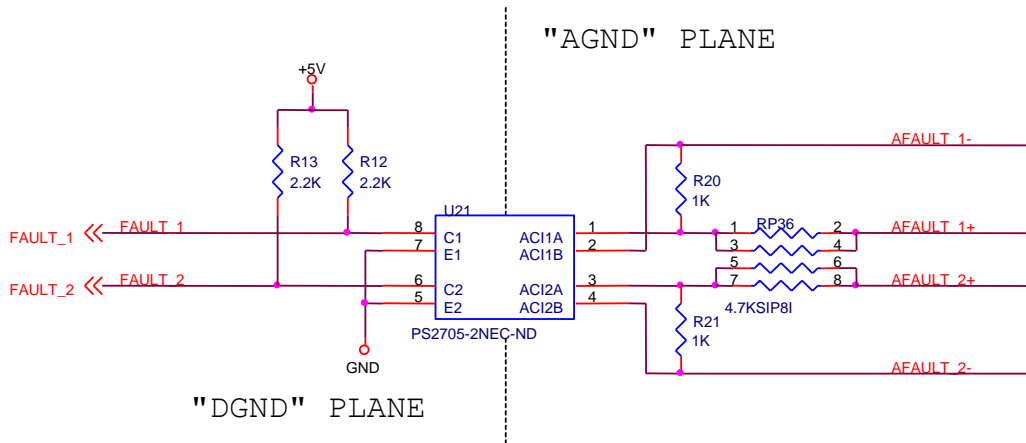 "AGND" PLANE
+5V
AFAULT_1-
R13
2.2K
R12
2.2K
R20
1K
U21
FAULT_1
FAULT_1
8
C1
7
E1
ACI1A
1
ACI1B
2
1
RP36
2
3
4
AFAULT_1+
FAULT_2
FAULT_2
6
C2
5
E2
ACI2A
3
ACI2B
4
5
6
7
8
4.7KSIP8I
AFAULT_2+
R21
1K
PS2705-2NEC-ND
GND
AFAULT_2-
"DGND" PLANE